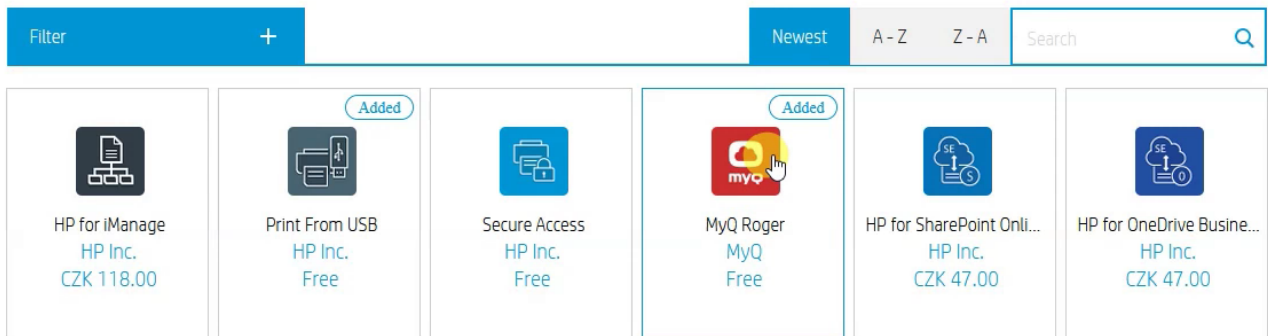 Filter +
Newest
A - Z
Z - A
Search
Added
Added
myQ
SE
S
SE
O
HP for iManage
HP Inc.
CZK 118.00
Print From USB
HP Inc.
Free
Secure Access
HP Inc.
Free
MyQ Roger
MyQ
Free
HP for SharePoint Onli...
HP Inc.
CZK 47.00
HP for OneDrive Busine...
HP Inc.
CZK 47.00